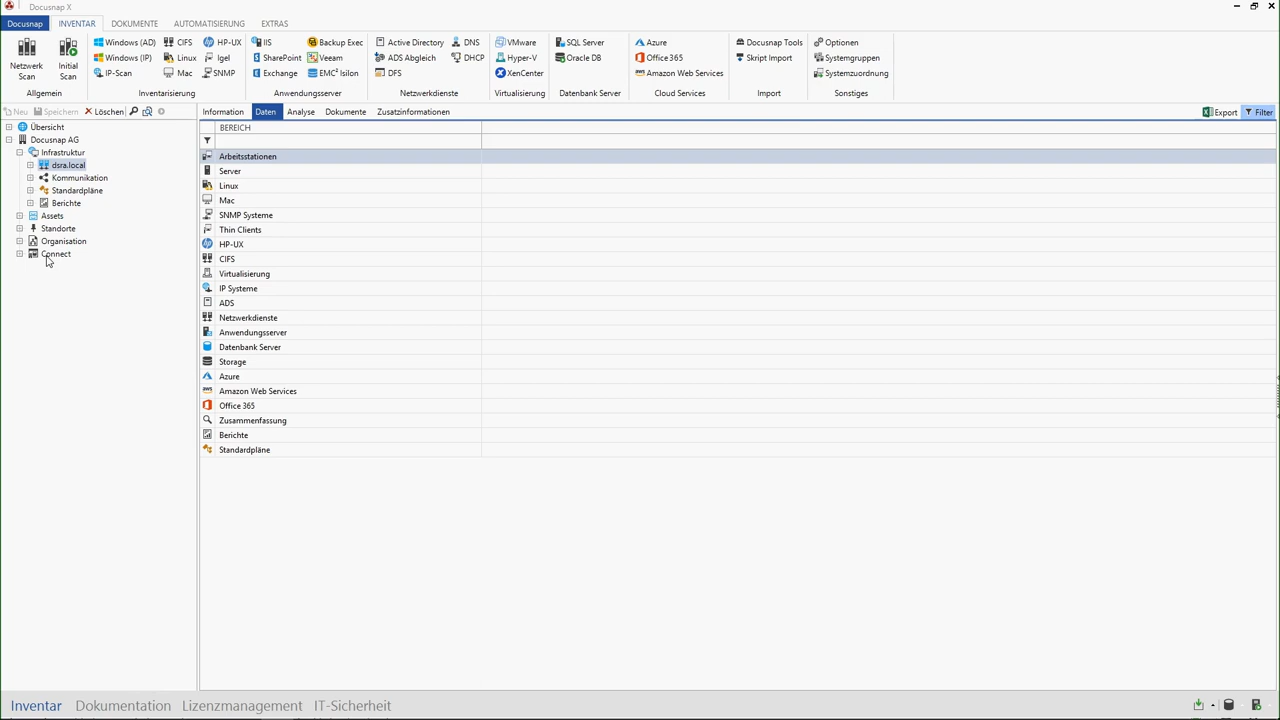 Docusnap X
Docusnap INVENTAR DOKUMENTE AUTOMATISIERUNG EXTRAS
Netzwerk Scan
Initial Scan
Allgemein
Windows (AD) CIFS HP-UX
Windows (IP) Linux Igel
IP-Scan Mac SNMP
Inventarisierung
IIS Backup Exec
SharePoint Veeam
Exchange EMC² Isilon
Anwendungsserver
Active Directory DNS
ADS Abgleich DHCP
DFS
Netzwerkdienste
VMware
Hyper-V
XenCenter
Virtualisierung
SQL Server
Oracle DB
Datenbank Server
Azure
Office 365
Amazon Web Services
Cloud Services
Docusnap Tools
Skript Import
Import
Optionen
Systemgruppen
Systemzuordnung
Sonstiges
Neu Speichern Löschen
Information Daten Analyse Dokumente Zusatzinformationen
Export Filter
Übersicht
Docusnap AG
Infrastruktur
dsra.local
Kommunikation
Standardpläne
Berichte
Assets
Standorte
Organisation
Connect
BEREICH
Arbeitsstationen
Server
Linux
Mac
SNMP Systeme
Thin Clients
HP-UX
CIFS
Virtualisierung
IP Systeme
ADS
Netzwerkdienste
Anwendungsserver
Datenbank Server
Storage
Azure
Amazon Web Services
Office 365
Zusammenfassung
Berichte
Standardpläne
Inventar Dokumentation Lizenzmanagement IT-Sicherheit